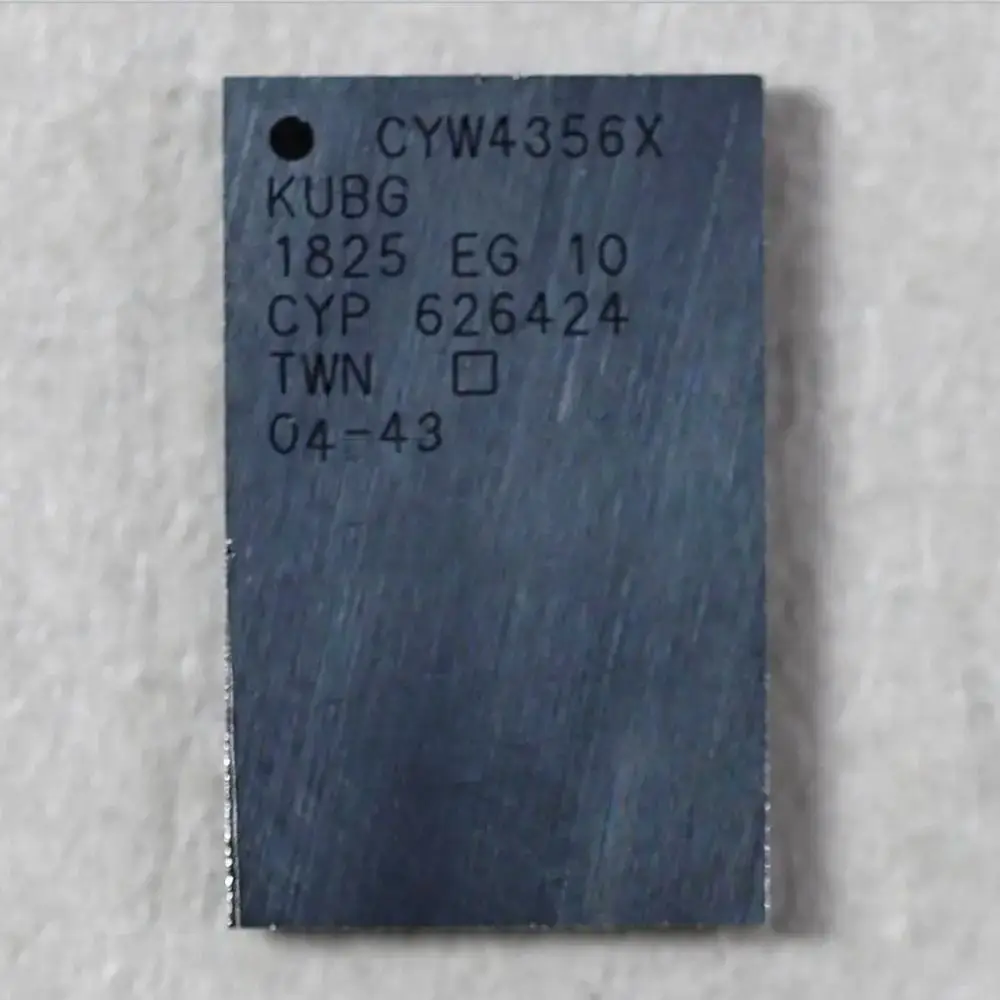 CYW4356X
KUBG
1825 EG 10
CYP 626424
TWN
04-43